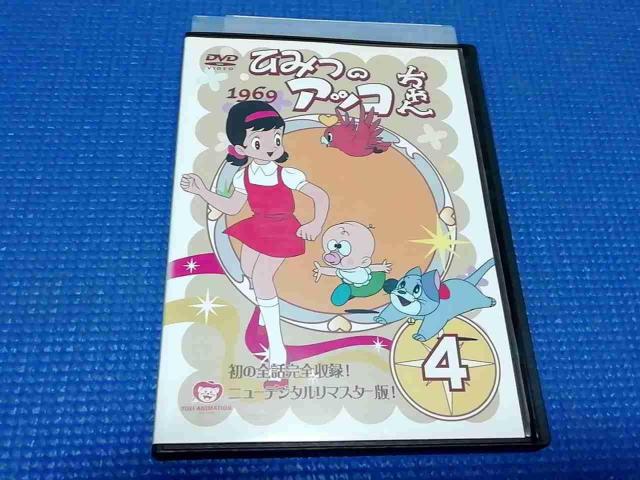 DVD
VIDEO
ひみつの
アッコちゃん
1969
初の全話完全収録!
ニューデジタルリマスター版!
4
TOEI ANIMATION